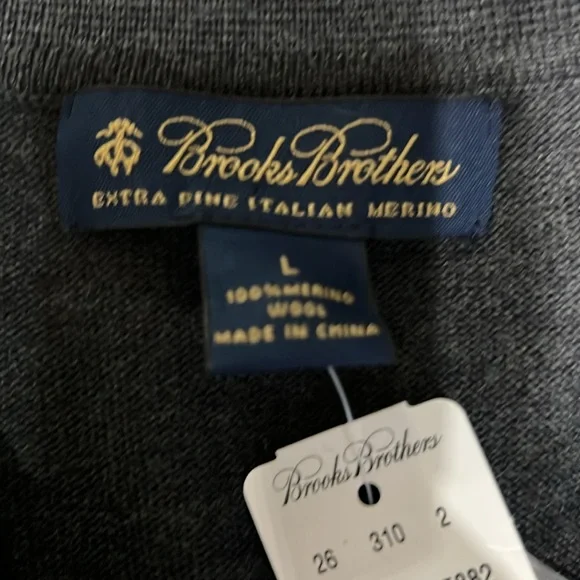 Brooks Brothers
EXTRA FINE ITALIAN MERINO
L
100% MERINO
WOOL
MADE IN CHINA
Brooks Brothers
26 310 2